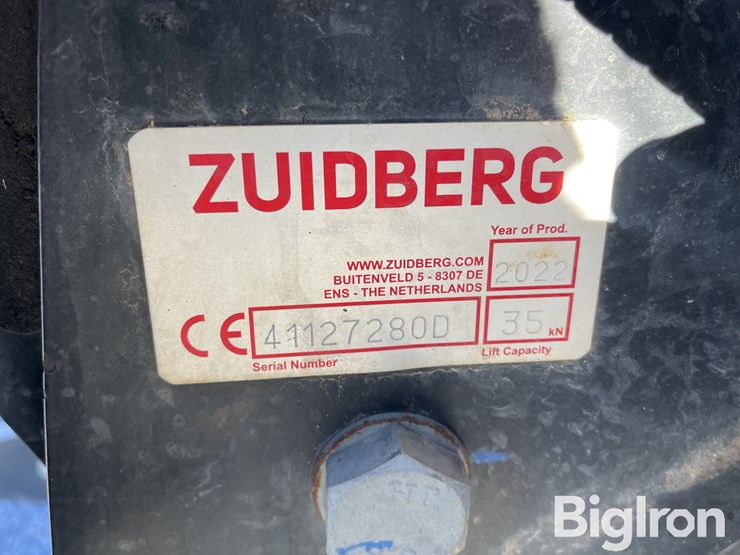 ZUIDBERG
Year of Prod.
WWW.ZUIDBERG.COM
BUITENVELD 5 - 8307 DE
ENS - THE NETHERLANDS
2022
CE
41127280D
35 kN
Serial Number
Lift Capacity
BigIron